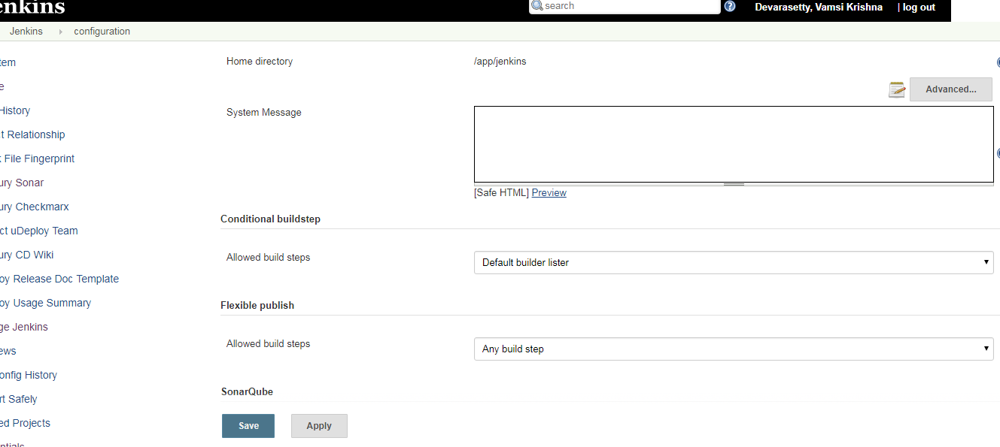 enkins
search
Devarasetty, Vamsi Krishna | log out
Jenkins configuration
tem
e
History
t Relationship
k File Fingerprint
ury Sonar
ury Checkmarx
ct uDeploy Team
ury CD Wiki
oy Release Doc Template
oy Usage Summary
ge Jenkins
ews
onfig History
rt Safely
ed Projects
entials
Home directory /app/jenkins
Advanced...
System Message
[Safe HTML] Preview
Conditional buildstep
Allowed build steps Default builder lister
Flexible publish
Allowed build steps Any build step
SonarQube
Save Apply